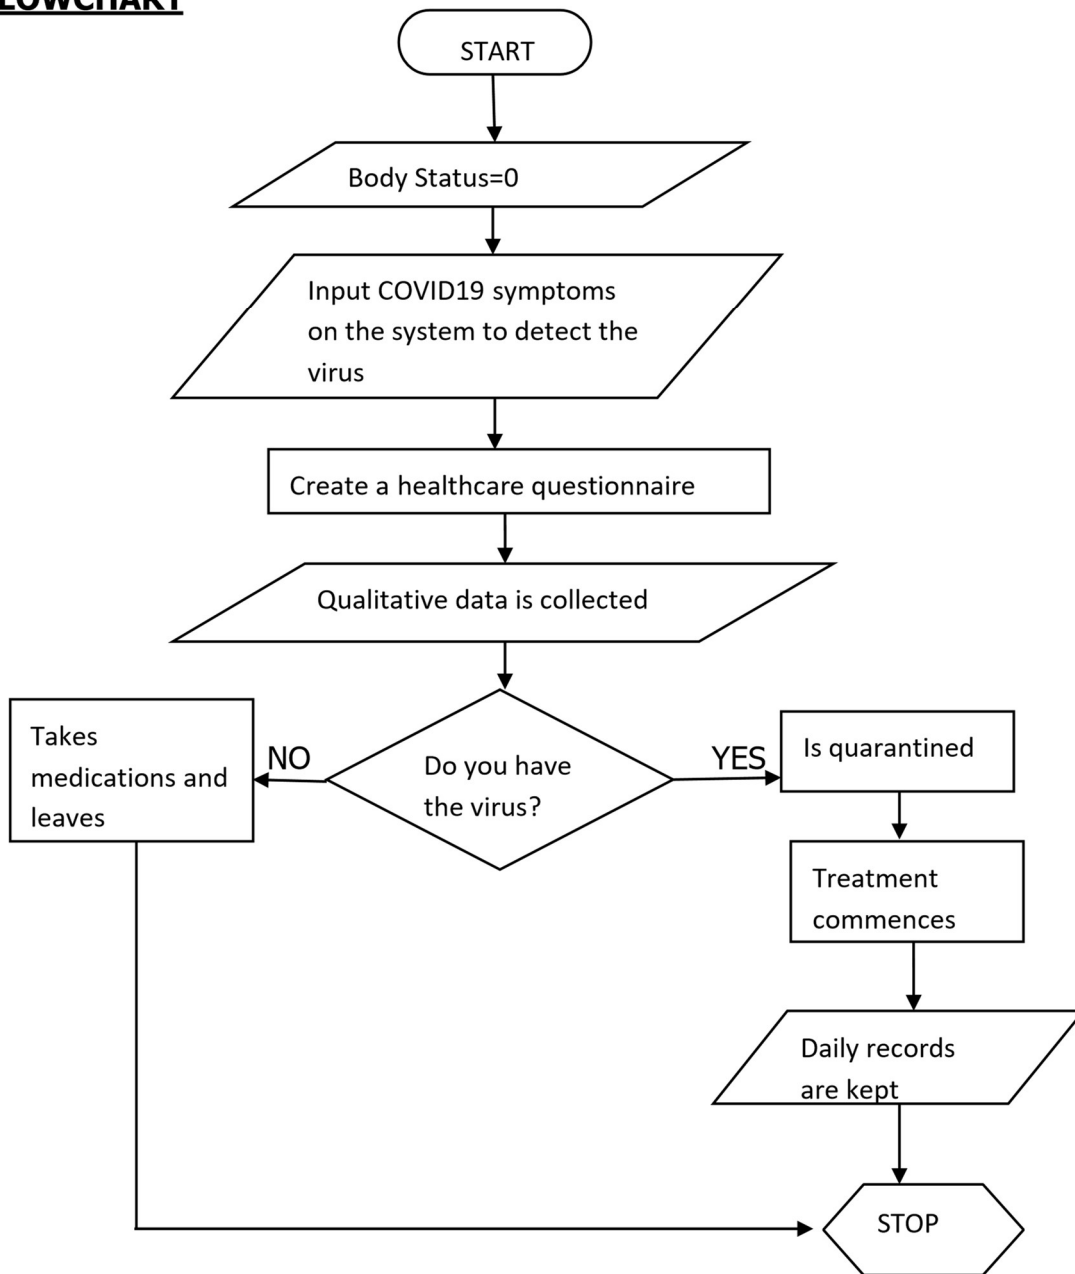 LOWCHART
START
Body Status=0
Input COVID19 symptoms
on the system to detect the
virus
Create a healthcare questionnaire
Qualitative data is collected
Do you have
the virus?
NO
Takes
medications and
leaves
YES
Is quarantined
Treatment
commences
Daily records
are kept
STOP